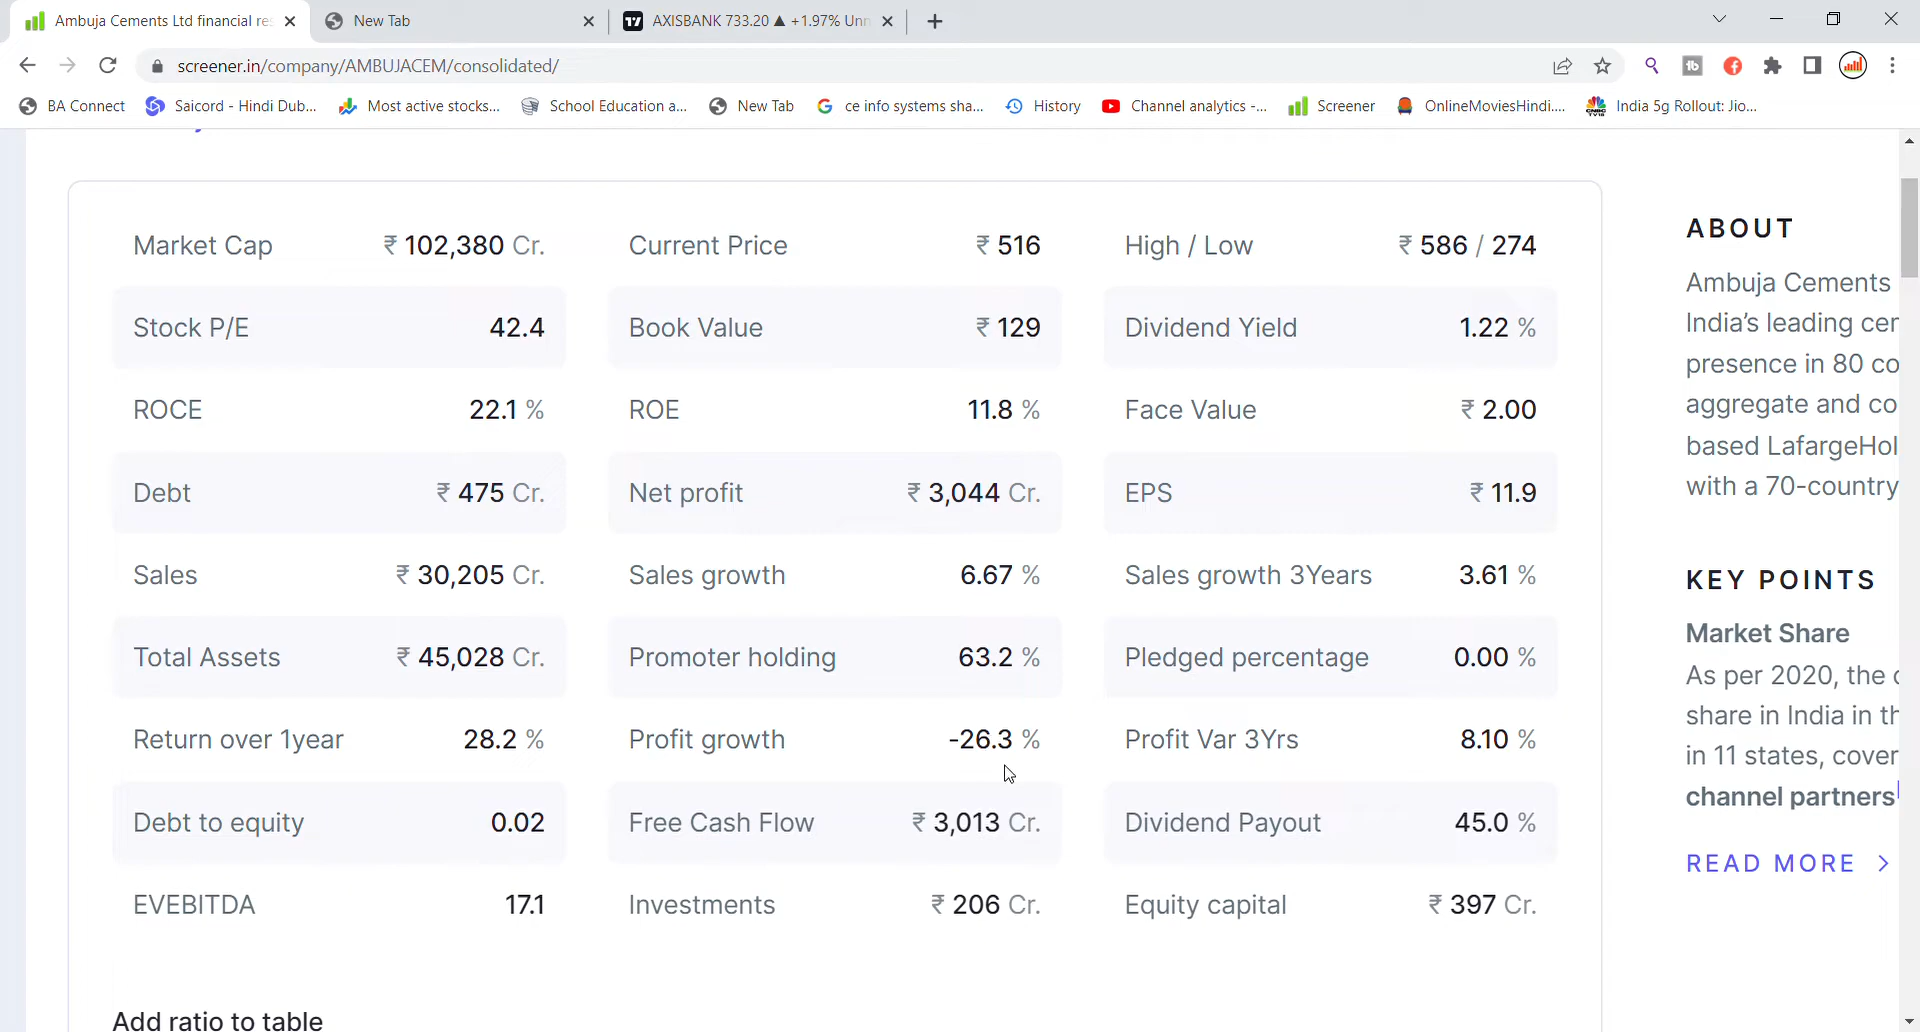 Ambuja Cements Ltd financial re
New Tab
AXISBANK 733.20 ▲ +1.97% Unn
screener.in/company/AMBUJACEM/consolidated/
BA Connect
Saicord - Hindi Dub...
Most active stocks...
School Education a...
New Tab
ce info systems sha...
History
Channel analytics -...
Screener
OnlineMoviesHindi....
India 5g Rollout: Jio...
Market Cap ₹ 102,380 Cr.
Current Price ₹ 516
High / Low ₹ 586 / 274
Stock P/E 42.4
Book Value ₹ 129
Dividend Yield 1.22 %
ROCE 22.1 %
ROE 11.8 %
Face Value ₹ 2.00
Debt ₹ 475 Cr.
Net profit ₹ 3,044 Cr.
EPS ₹ 11.9
Sales ₹ 30,205 Cr.
Sales growth 6.67 %
Sales growth 3Years 3.61 %
Total Assets ₹ 45,028 Cr.
Promoter holding 63.2 %
Pledged percentage 0.00 %
Return over 1year 28.2 %
Profit growth -26.3 %
Profit Var 3Yrs 8.10 %
Debt to equity 0.02
Free Cash Flow ₹ 3,013 Cr.
Dividend Payout 45.0 %
EVEBITDA 17.1
Investments ₹ 206 Cr.
Equity capital ₹ 397 Cr.
Add ratio to table
ABOUT
Ambuja Cements
India's leading cer
presence in 80 co
aggregate and co
based LafargeHol
with a 70-country
KEY POINTS
Market Share
As per 2020, the c
share in India in th
in 11 states, cover
channel partners
READ MORE